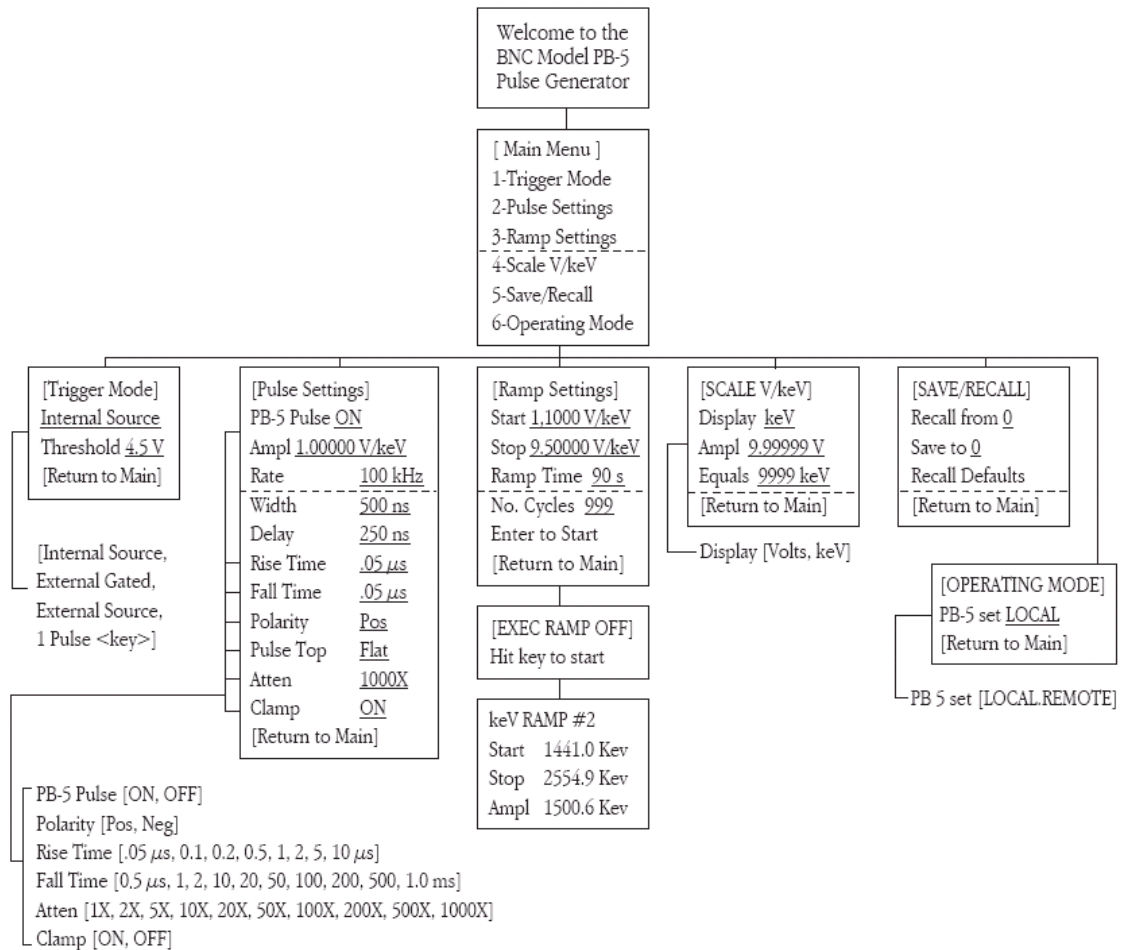 Welcome to the
BNC Model PB-5
Pulse Generator
[ Main Menu ]
1-Trigger Mode
2-Pulse Settings
3-Ramp Settings
4-Scale V/keV
5-Save/Recall
6-Operating Mode
[Trigger Mode]
Internal Source
Threshold 4.5 V
[Return to Main]
[Internal Source,
External Gated,
External Source,
1 Pulse <key>]
[Pulse Settings]
PB-5 Pulse ON
Ampl 1.00000 V/keV
Rate 100 kHz
Width 500 ns
Delay 250 ns
Rise Time .05 μs
Fall Time .05 μs
Polarity Pos
Pulse Top Flat
Atten 1000X
Clamp ON
[Return to Main]
PB-5 Pulse [ON, OFF]
Polarity [Pos, Neg]
Rise Time [.05 μs, 0.1, 0.2, 0.5, 1, 2, 5, 10 μs]
Fall Time [0.5 μs, 1, 2, 10, 20, 50, 100, 200, 500, 1.0 ms]
Atten [1X, 2X, 5X, 10X, 20X, 50X, 100X, 200X, 500X, 1000X]
Clamp [ON, OFF]
[Ramp Settings]
Start 1,1000 V/keV
Stop 9.50000 V/keV
Ramp Time 90 s
No. Cycles 999
Enter to Start
[Return to Main]
[EXEC RAMP OFF]
Hit key to start
keV RAMP #2
Start 1441.0 Kev
Stop 2554.9 Kev
Ampl 1500.6 Kev
[SCALE V/keV]
Display keV
Ampl 9.99999 V
Equals 9999 keV
[Return to Main]
Display [Volts, keV]
[SAVE/RECALL]
Recall from 0
Save to 0
Recall Defaults
[Return to Main]
[OPERATING MODE]
PB-5 set LOCAL
[Return to Main]
PB 5 set [LOCAL.REMOTE]